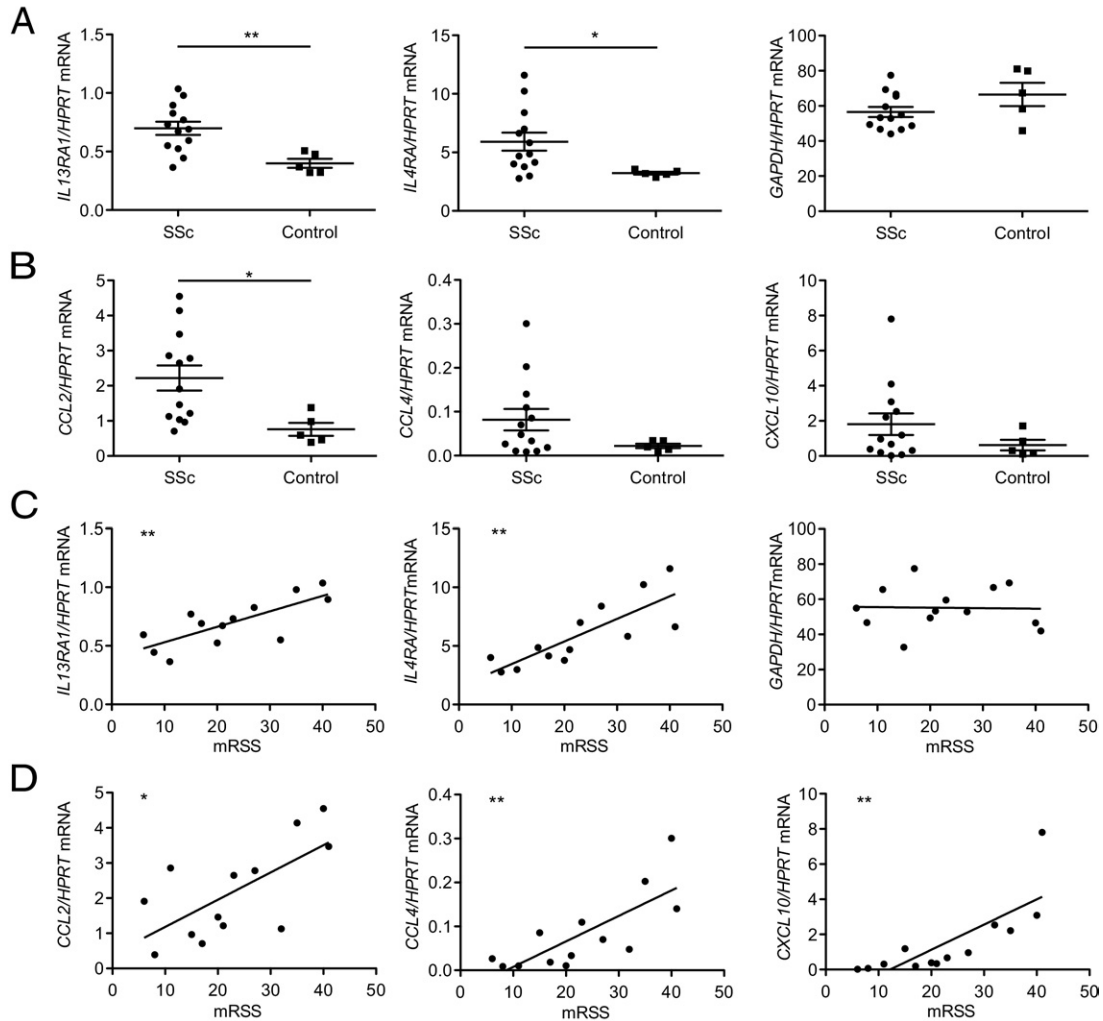 A
IL13RA1/HPRT mRNA
1.5
1.0
0.5
0.0
**
SSc
Control
IL4RA/HPRT mRNA
15
10
5
0
*
SSc
Control
GAPDH/HPRT mRNA
100
80
60
40
20
0
SSc
Control
B
CCL2/HPRT mRNA
5
4
3
2
1
0
*
SSc
Control
CCL4/HPRT mRNA
0.4
0.3
0.2
0.1
0.0
SSc
Control
CXCL10/HPRT mRNA
10
8
6
4
2
0
SSc
Control
C
IL13RA1/HPRT mRNA
1.5
1.0
0.5
0.0
**
0 10 20 30 40 50
mRSS
IL4RA/HPRTmRNA
15
10
5
0
**
0 10 20 30 40 50
mRSS
GAPDH/HPRTmRNA
100
80
60
40
20
0
0 10 20 30 40 50
mRSS
D
CCL2/HPRT mRNA
5
4
3
2
1
0
*
0 10 20 30 40 50
mRSS
CCL4/HPRT mRNA
0.4
0.3
0.2
0.1
0.0
**
0 10 20 30 40 50
mRSS
CXCL10/HPRT mRNA
10
8
6
4
2
0
**
0 10 20 30 40 50
mRSS